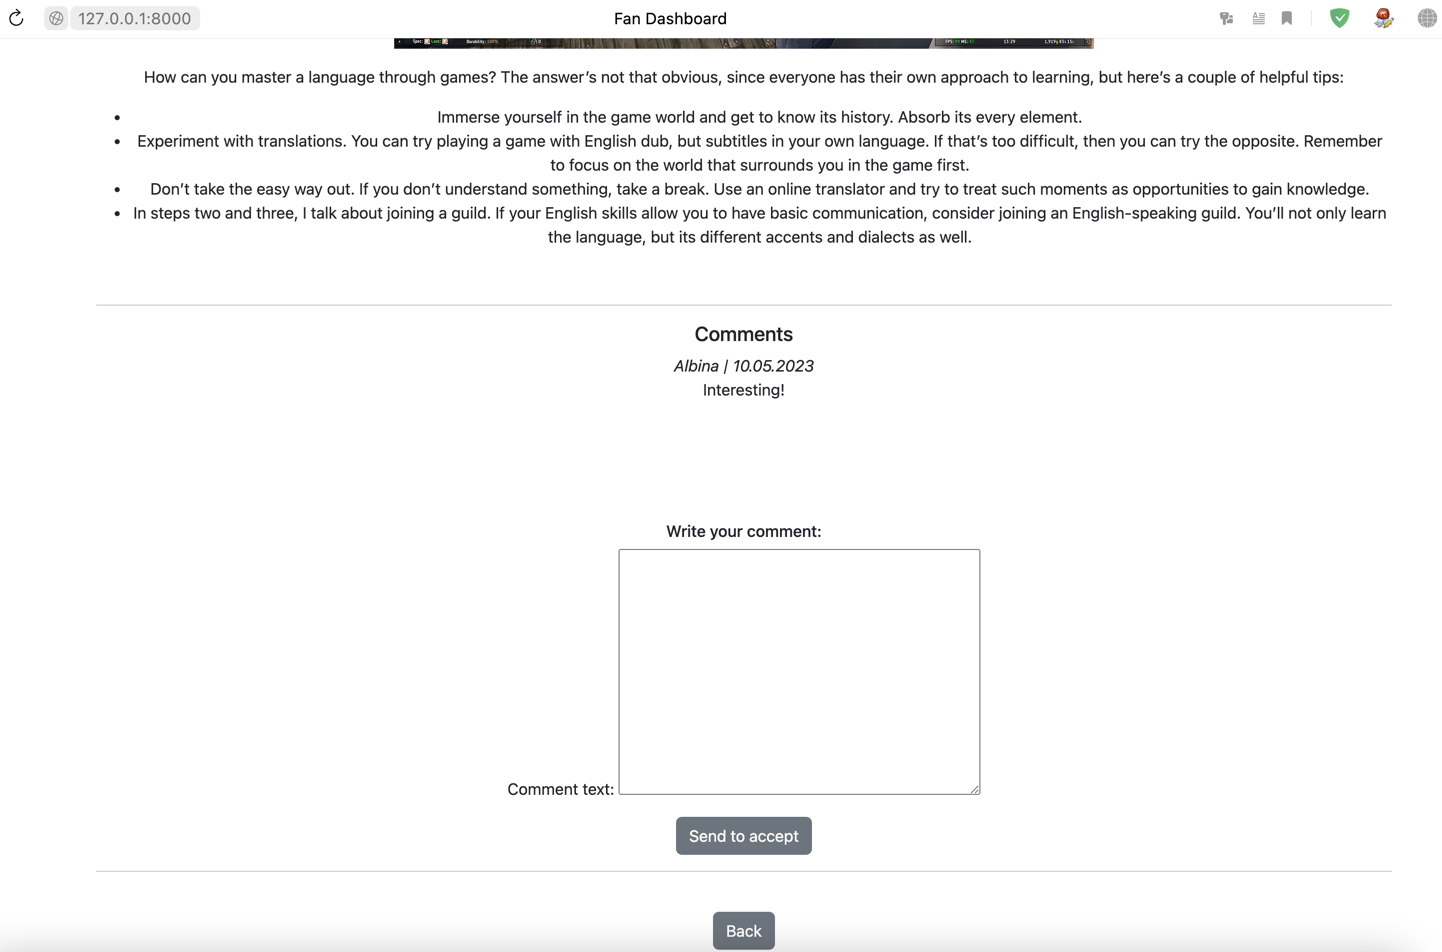 127.0.0.1:8000
Fan Dashboard
How can you master a language through games? The answer’s not that obvious, since everyone has their own approach to learning, but here’s a couple of helpful tips:
• Immerse yourself in the game world and get to know its history. Absorb its every element.
• Experiment with translations. You can try playing a game with English dub, but subtitles in your own language. If that’s too difficult, then you can try the opposite. Remember
to focus on the world that surrounds you in the game first.
• Don’t take the easy way out. If you don’t understand something, take a break. Use an online translator and try to treat such moments as opportunities to gain knowledge.
• In steps two and three, I talk about joining a guild. If your English skills allow you to have basic communication, consider joining an English-speaking guild. You’ll not only learn
the language, but its different accents and dialects as well.
Comments
Albina | 10.05.2023
Interesting!
Write your comment:
Comment text:
Send to accept
Back